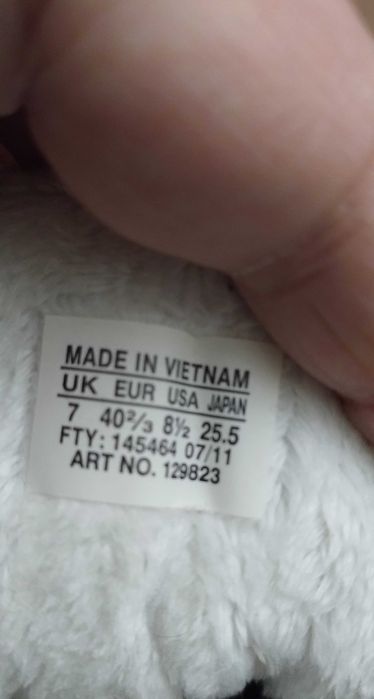 MADE IN VIETNAM
UK EUR USA JAPAN
7 40⅔ 8½ 25.5
FTY: 145464 07/11
ART NO. 129823